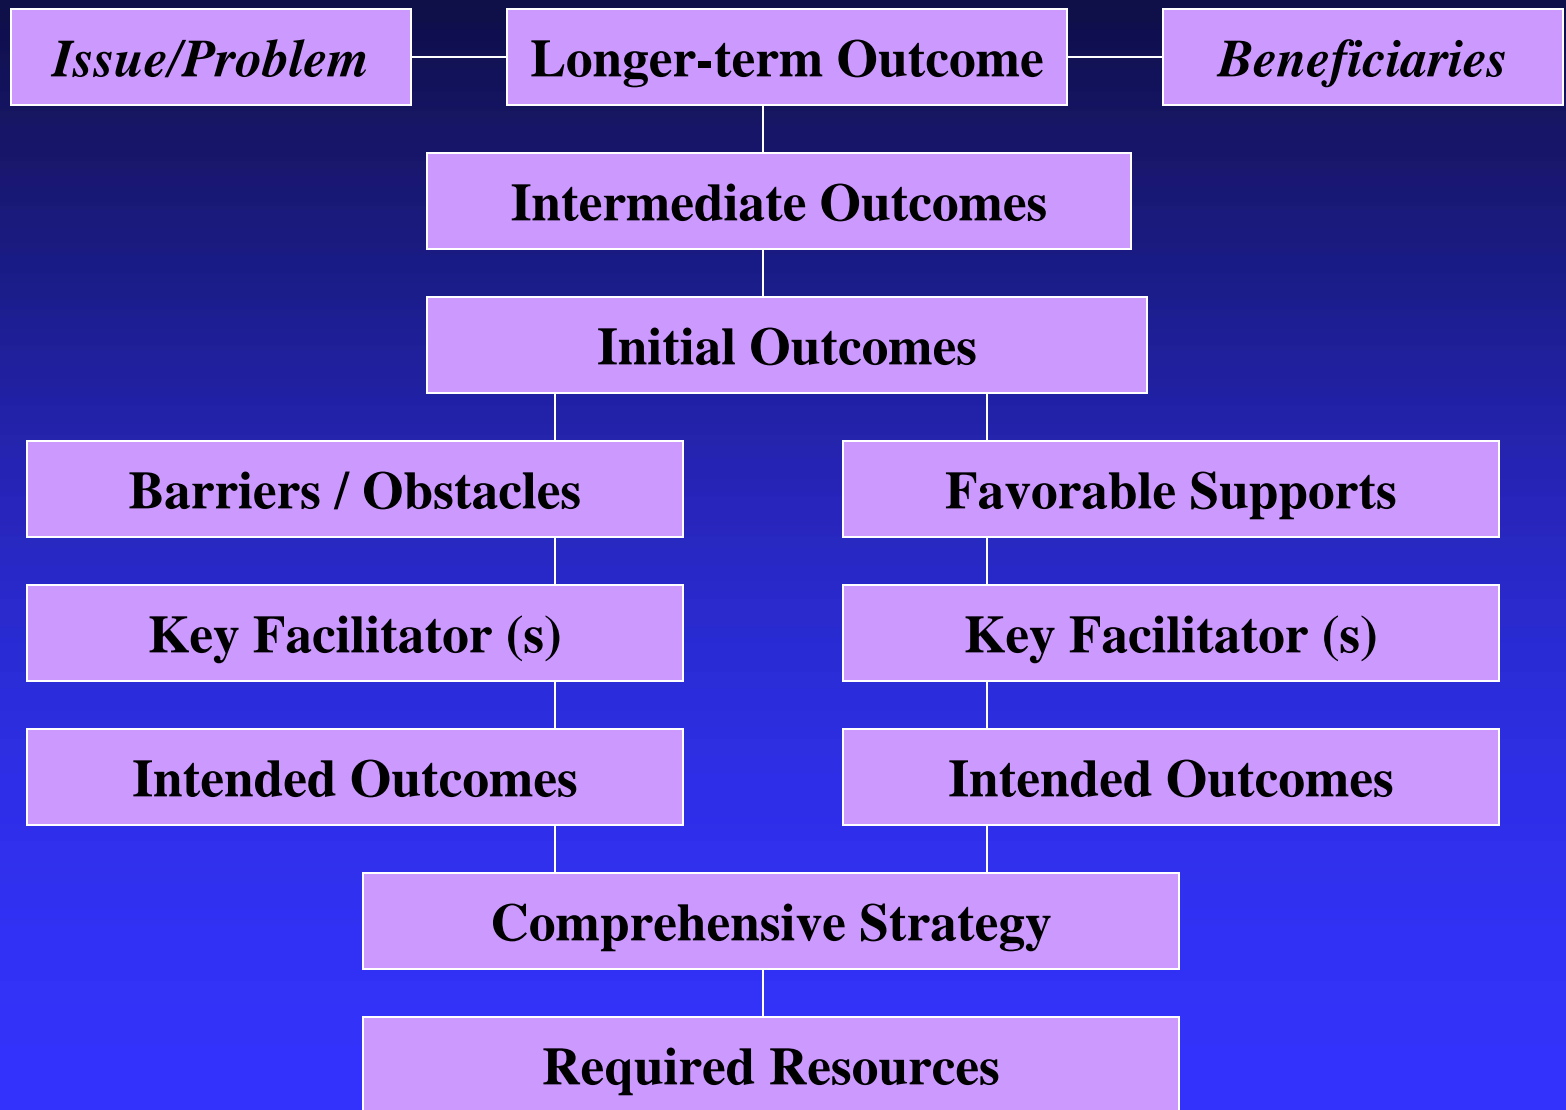 Issue/Problem
Longer-term Outcome
Beneficiaries
Intermediate Outcomes
Initial Outcomes
Barriers / Obstacles
Favorable Supports
Key Facilitator (s)
Key Facilitator (s)
Intended Outcomes
Intended Outcomes
Comprehensive Strategy
Required Resources